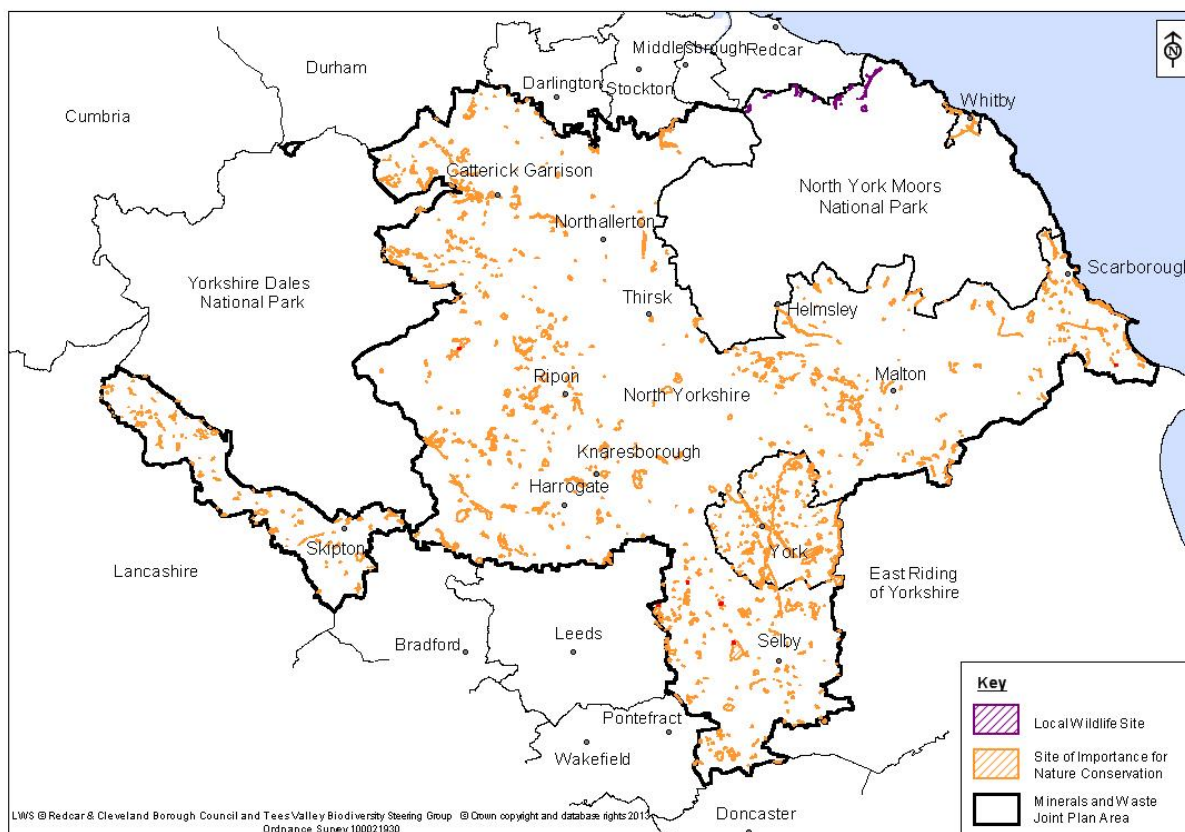 N
Middlesbrough
Redcar
Durham
Darlington
Stockton
Cumbria
Whitby
Catterick Garrison
North York Moors
National Park
Northallerton
Scarborough
Yorkshire Dales
National Park
Thirsk
Helmsley
Ripon
North Yorkshire
Malton
Knaresborough
Harrogate
Skipton
York
Lancashire
East Riding
of Yorkshire
Bradford
Leeds
Selby
Pontefract
Wakefield
Doncaster
Key
Local Wildlife Site
Site of Importance for
Nature Conservation
Minerals and Waste
Joint Plan Area
LWS © Redcar & Cleveland Borough Council and Tees Valley Biodiversity Steering Group © Crown copyright and database rights 2013
Ordnance Survey 100021930